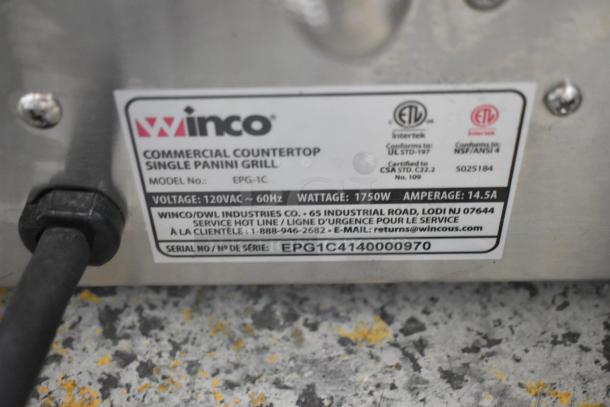 Winco®
COMMERCIAL COUNTERTOP
SINGLE PANINI GRILL
MODEL No.: EPG-1C
ETL
Intertek
Conforms to:
UL STD-197
Certified to
CSA STD. C22.2
No. 109
ETL
Intertek
Conforms to:
NSF/ANSI 4
5025184
VOLTAGE: 120VAC ~ 60Hz WATTAGE: 1750W AMPERAGE: 14.5A
WINCO/DWL INDUSTRIES CO. • 65 INDUSTRIAL ROAD, LODI NJ 07644
SERVICE HOT LINE / LIGNE D'URGENCE POUR LE SERVICE
À LA CLIENTÈLE : 1-888-946-2682 • E-MAIL: returns@wincous.com
SERIAL NO / Nº DE SÉRIE: EPG1C4140000970